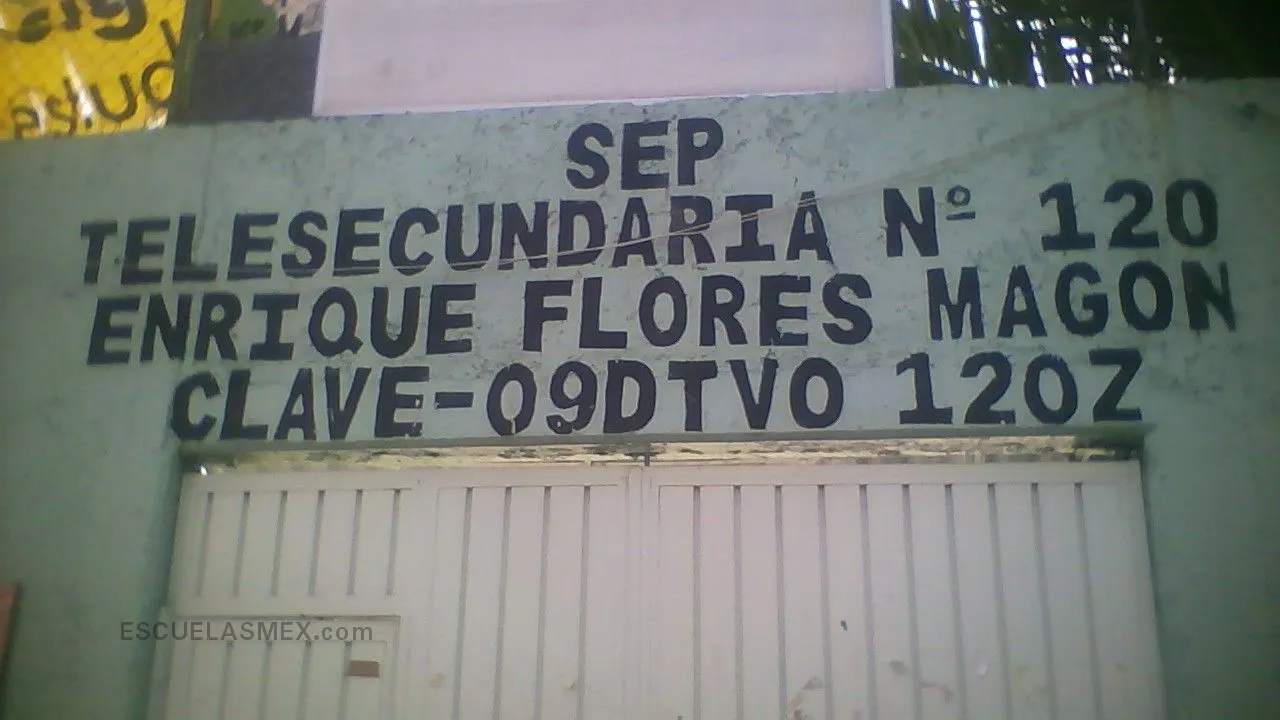 SEP
TELESECUNDARIA Nº 120
ENRIQUE FLORES MAGON
CLAVE-09DTVO 120Z
ESCUELASMEX.com